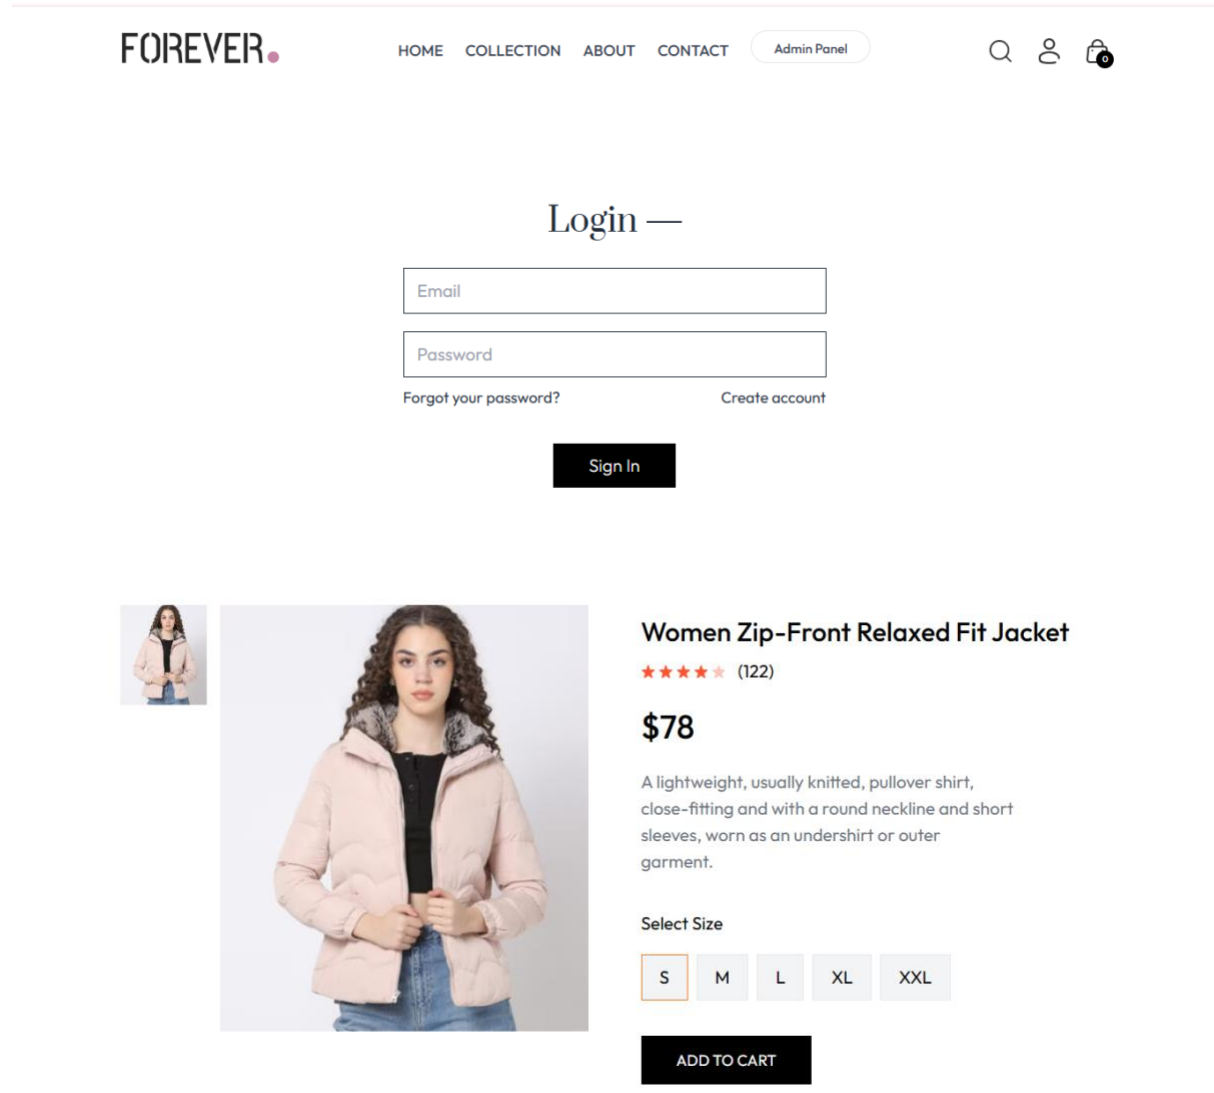 FOREVER.
HOME COLLECTION ABOUT CONTACT Admin Panel
0
Login —
Email
Password
Forgot your password? Create account
Sign In
Women Zip-Front Relaxed Fit Jacket
(122)
$78
A lightweight, usually knitted, pullover shirt,
close-fitting and with a round neckline and short
sleeves, worn as an undershirt or outer
garment.
Select Size
S M L XL XXL
ADD TO CART